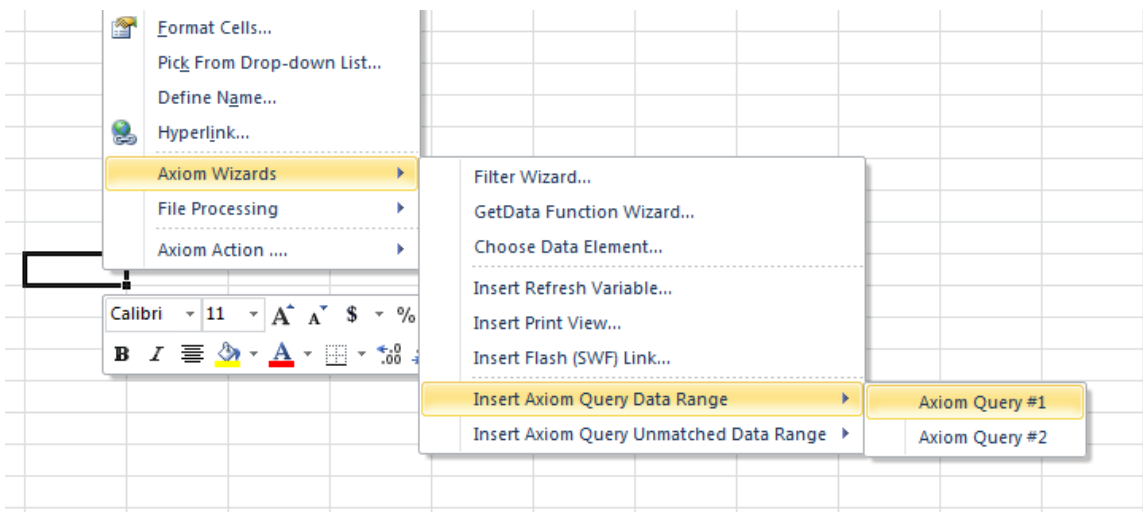 Format Cells...
Pick From Drop-down List...
Define Name...
Hyperlink...
Axiom Wizards
File Processing
Axiom Action ....
Filter Wizard...
GetData Function Wizard...
Choose Data Element...
Insert Refresh Variable...
Insert Print View...
Insert Flash (SWF) Link...
Insert Axiom Query Data Range
Insert Axiom Query Unmatched Data Range
Axiom Query #1
Axiom Query #2
Calibri 11 A A $ %
B I A .00